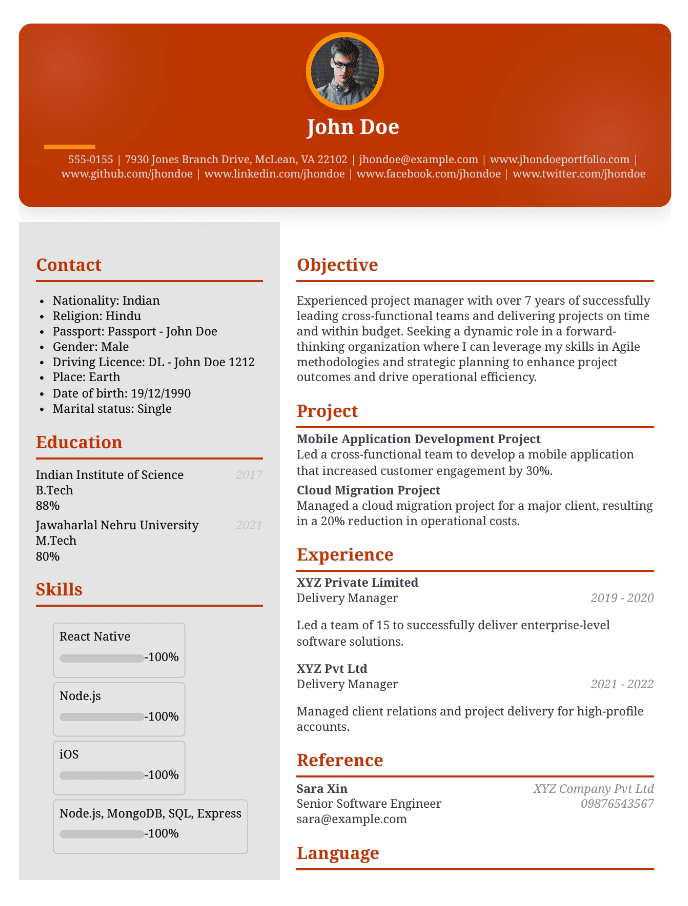 John Doe
555-0155 | 7930 Jones Branch Drive, McLean, VA 22102 | jhondoe@example.com | www.jhondoeportfolio.com |
www.github.com/jhondoe | www.linkedin.com/jhondoe | www.facebook.com/jhondoe | www.twitter.com/jhondoe
Contact
• Nationality: Indian
• Religion: Hindu
• Passport: Passport - John Doe
• Gender: Male
• Driving Licence: DL - John Doe 1212
• Place: Earth
• Date of birth: 19/12/1990
• Marital status: Single
Education
Indian Institute of Science 2017
B.Tech
88%
Jawaharlal Nehru University 2021
M.Tech
80%
Skills
React Native
-100%
Node.js
-100%
iOS
-100%
Node.js, MongoDB, SQL, Express
-100%
Objective
Experienced project manager with over 7 years of successfully
leading cross-functional teams and delivering projects on time
and within budget. Seeking a dynamic role in a forward-
thinking organization where I can leverage my skills in Agile
methodologies and strategic planning to enhance project
outcomes and drive operational efficiency.
Project
Mobile Application Development Project
Led a cross-functional team to develop a mobile application
that increased customer engagement by 30%.
Cloud Migration Project
Managed a cloud migration project for a major client, resulting
in a 20% reduction in operational costs.
Experience
XYZ Private Limited
Delivery Manager 2019 - 2020
Led a team of 15 to successfully deliver enterprise-level
software solutions.
XYZ Pvt Ltd
Delivery Manager 2021 - 2022
Managed client relations and project delivery for high-profile
accounts.
Reference
Sara Xin XYZ Company Pvt Ltd
Senior Software Engineer 09876543567
sara@example.com
Language